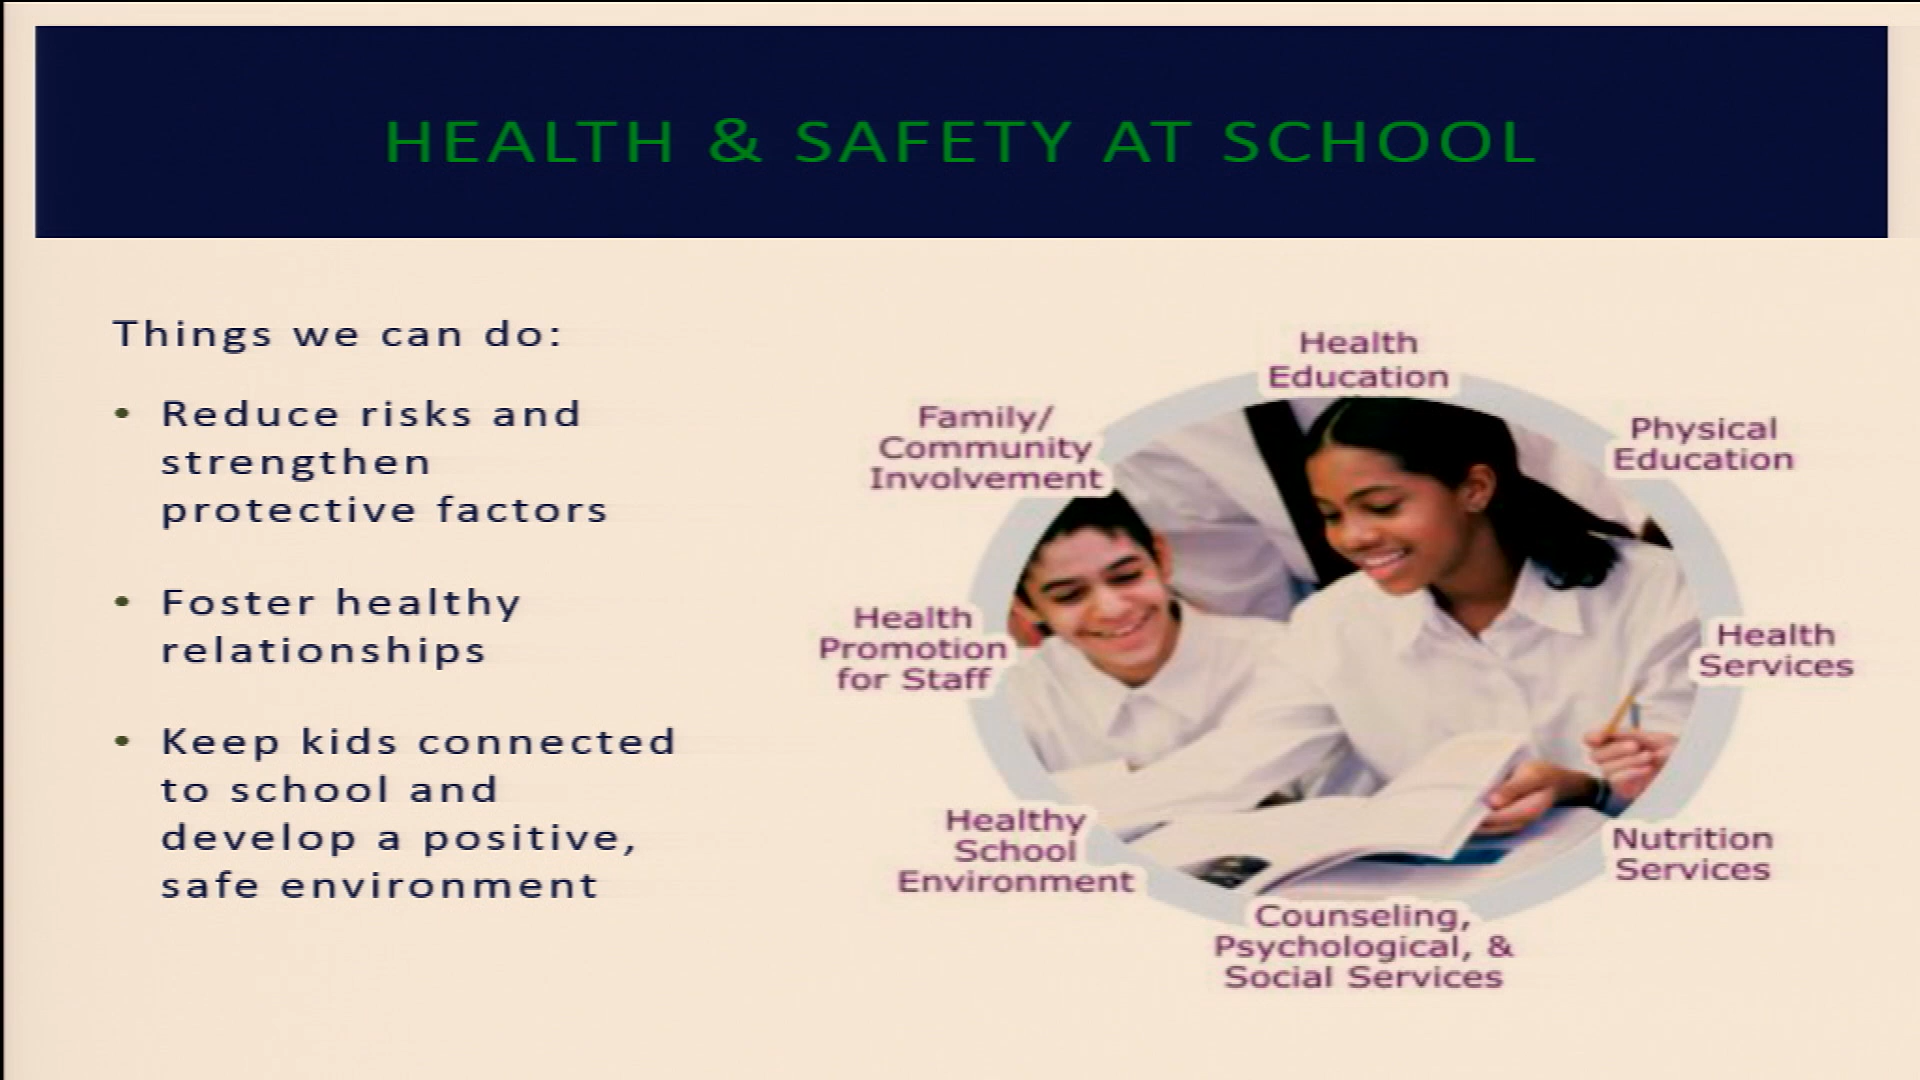 HEALTH & SAFETY AT SCHOOL
Things we can do:
• Reduce risks and
strengthen
protective factors
• Foster healthy
relationships
• Keep kids connected
to school and
develop a positive,
safe environment
Health
Education
Physical
Education
Health
Services
Nutrition
Services
Counseling,
Psychological, &
Social Services
Healthy
School
Environment
Health
Promotion
for Staff
Family/
Community
Involvement